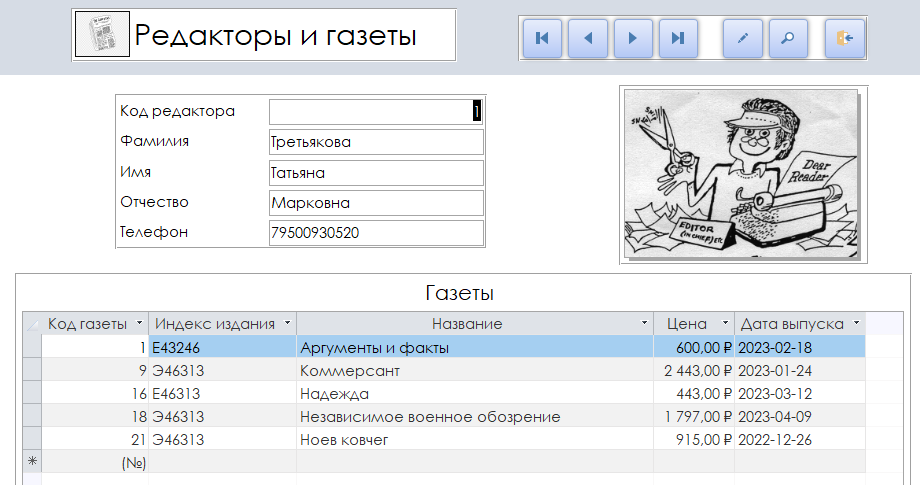 Редакторы и газеты
Код редактора 1
Фамилия Третьякова
Имя Татьяна
Отчество Марковна
Телефон 79500930520
Dear
Reader
EDITOR
(IN CHIEF)ER
Газеты
Код газеты Индекс издания Название Цена Дата выпуска
1 E43246 Аргументы и факты 600,00 ₽ 2023-02-18
9 Э46313 Коммерсант 2 443,00 ₽ 2023-01-24
16 E46313 Надежда 443,00 ₽ 2023-03-12
18 Э46313 Независимое военное обозрение 1 797,00 ₽ 2023-04-09
21 Э46313 Ноев ковчег 915,00 ₽ 2022-12-26
* (№)